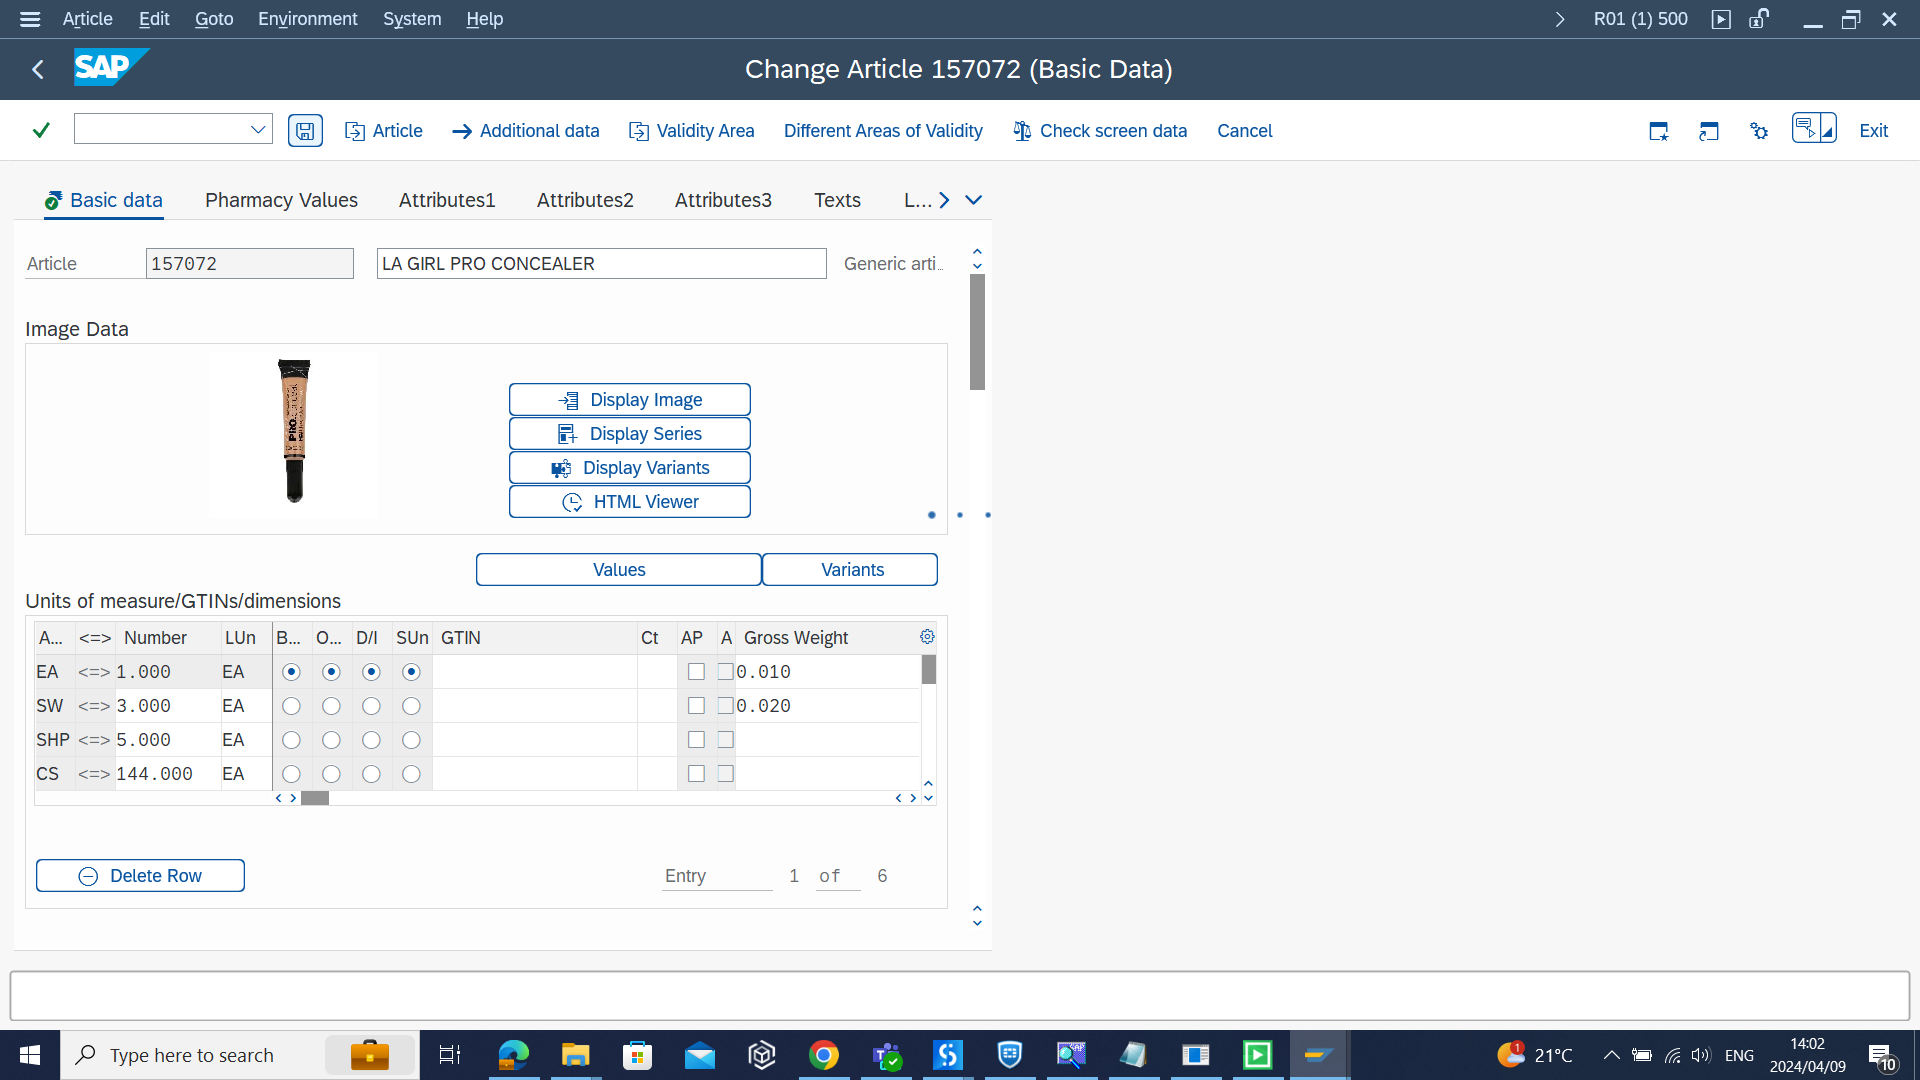 Article Edit Goto Environment System Help R01 (1) 500
SAP Change Article 157072 (Basic Data)
Article Additional data Validity Area Different Areas of Validity Check screen data Cancel Exit
Basic data Pharmacy Values Attributes1 Attributes2 Attributes3 Texts L...
Article 157072 LA GIRL PRO CONCEALER Generic arti..
Image Data
PRO.conceal
Display Image
Display Series
Display Variants
HTML Viewer
Values Variants
Units of measure/GTINs/dimensions
A... <=> Number LUn B... O... D/I SUn GTIN Ct AP A Gross Weight
EA <=> 1.000 EA 0.010
SW <=> 3.000 EA 0.020
SHP <=> 5.000 EA
CS <=> 144.000 EA
Delete Row Entry 1 of 6
Type here to search 1 21°C ENG 14:02
2024/04/09 10